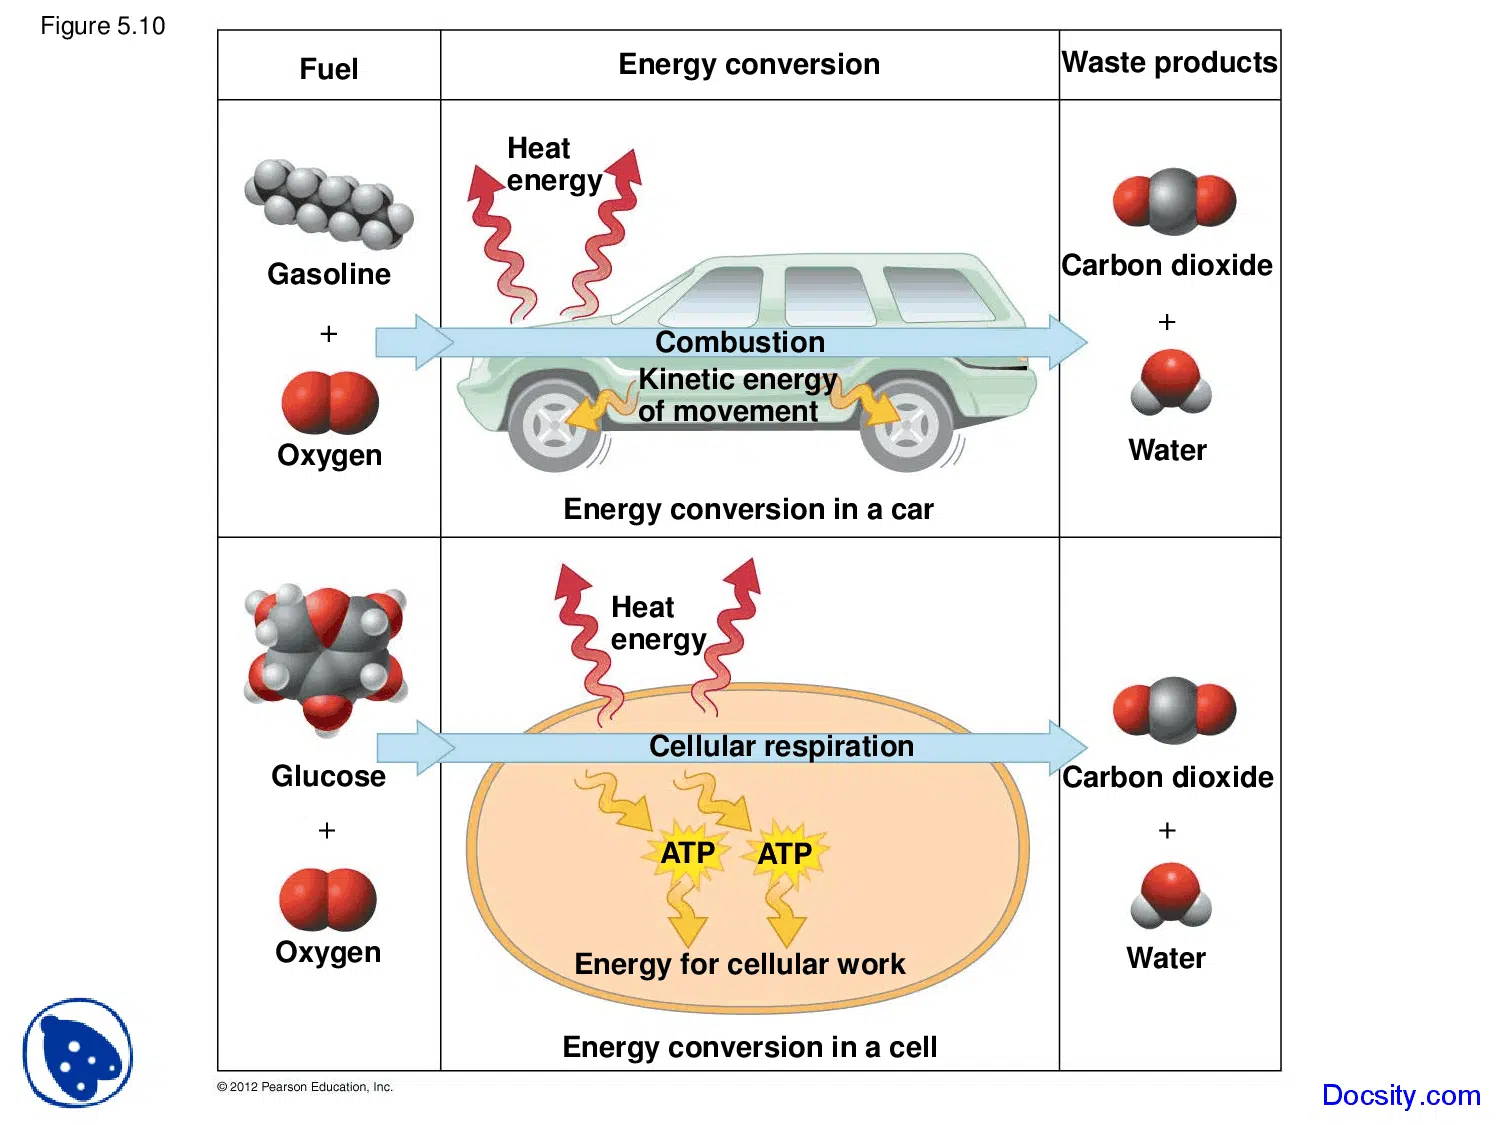 Figure 5.10
Fuel
Energy conversion
Waste products
Heat
energy
Gasoline
+
Oxygen
Combustion
Kinetic energy
of movement
Energy conversion in a car
Carbon dioxide
+
Water
Heat
energy
Glucose
+
Oxygen
Cellular respiration
ATP
ATP
Energy for cellular work
Energy conversion in a cell
Carbon dioxide
+
Water
© 2012 Pearson Education, Inc.
Docsity.com